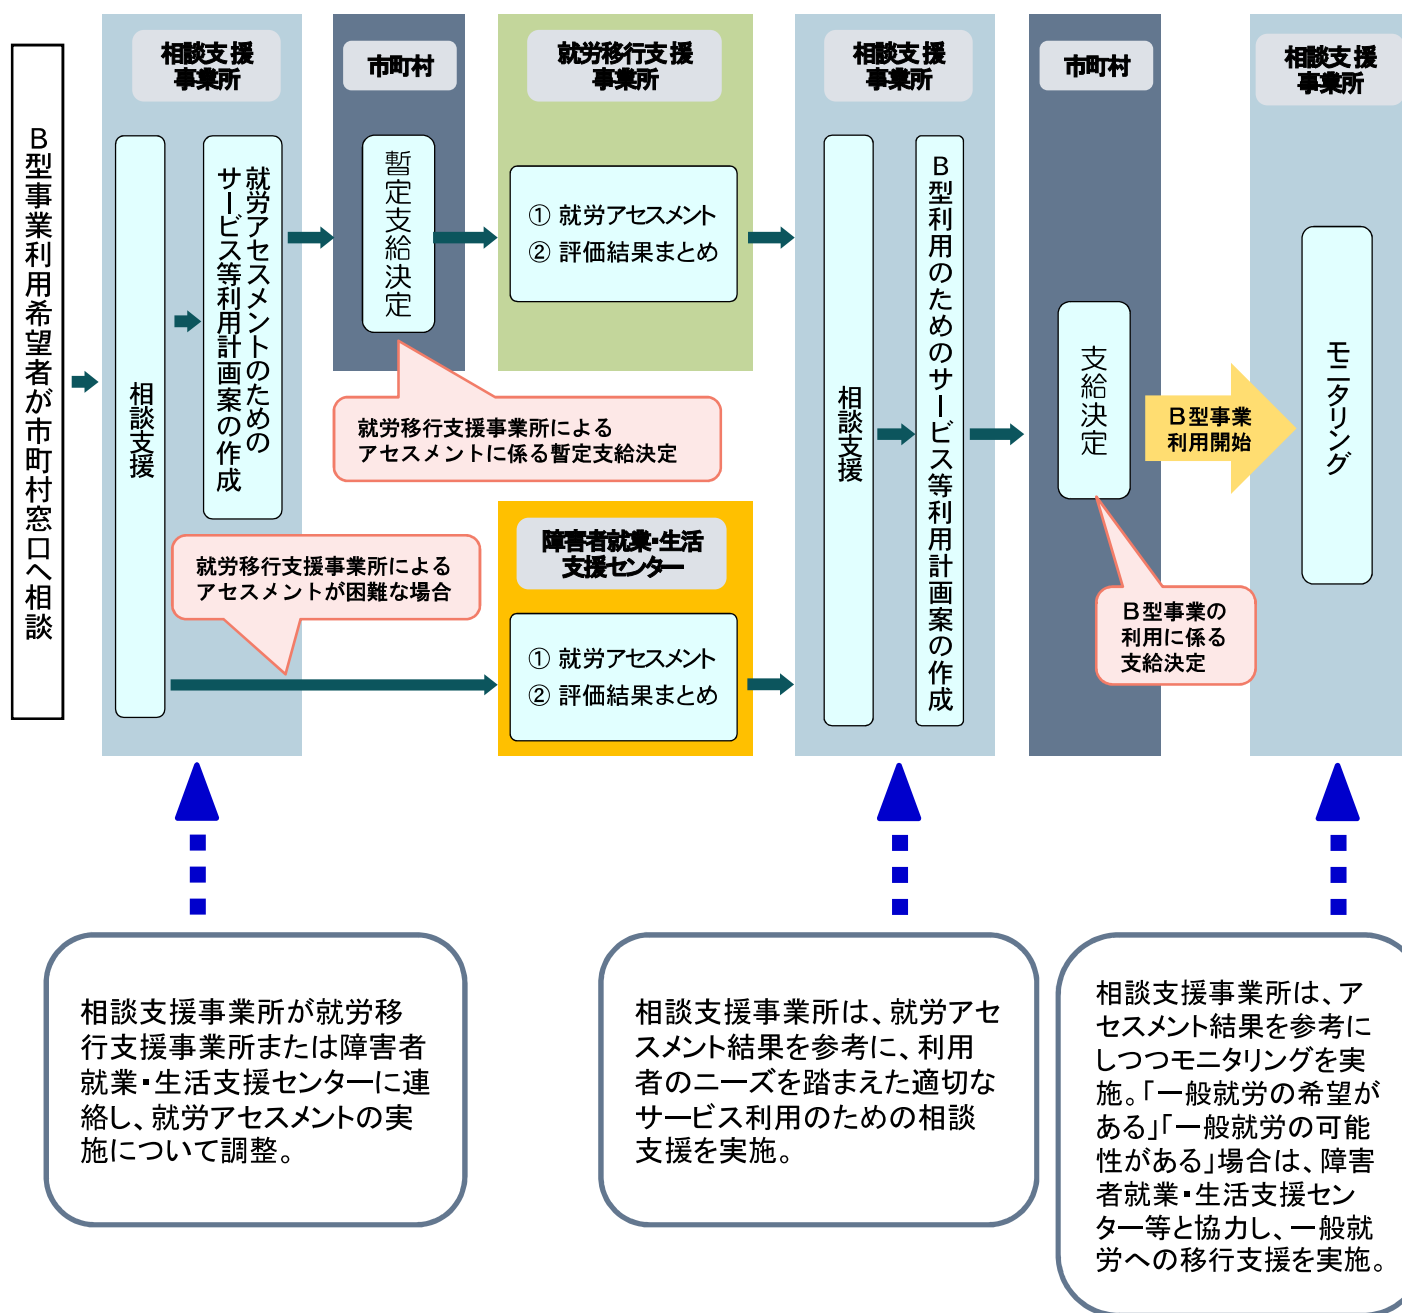 B型事業利用希望者が市町村窓口へ相談
相談支援
事業所
相談支援
就労アセスメントのための
サービス等利用計画案の作成
市町村
暫定支給決定
就労移行支援事業所による
アセスメントに係る暫定支給決定
就労移行支援
事業所
① 就労アセスメント
② 評価結果まとめ
就労移行支援事業所による
アセスメントが困難な場合
障害者就業・生活
支援センター
① 就労アセスメント
② 評価結果まとめ
相談支援
事業所
相談支援
B型利用のためのサービス等利用計画案の作成
市町村
支給決定
B型事業の
利用に係る
支給決定
B型事業
利用開始
相談支援
事業所
モニタリング
相談支援事業所が就労移
行支援事業所または障害者
就業・生活支援センターに連
絡し、就労アセスメントの実
施について調整。
相談支援事業所は、就労アセ
スメント結果を参考に、利用
者のニーズを踏まえた適切な
サービス利用のための相談
支援を実施。
相談支援事業所は、ア
セスメント結果を参考に
しつつモニタリングを実
施。「一般就労の希望が
ある」「一般就労の可能
性がある」場合は、障害
者就業・生活支援セン
ター等と協力し、一般就
労への移行支援を実施。